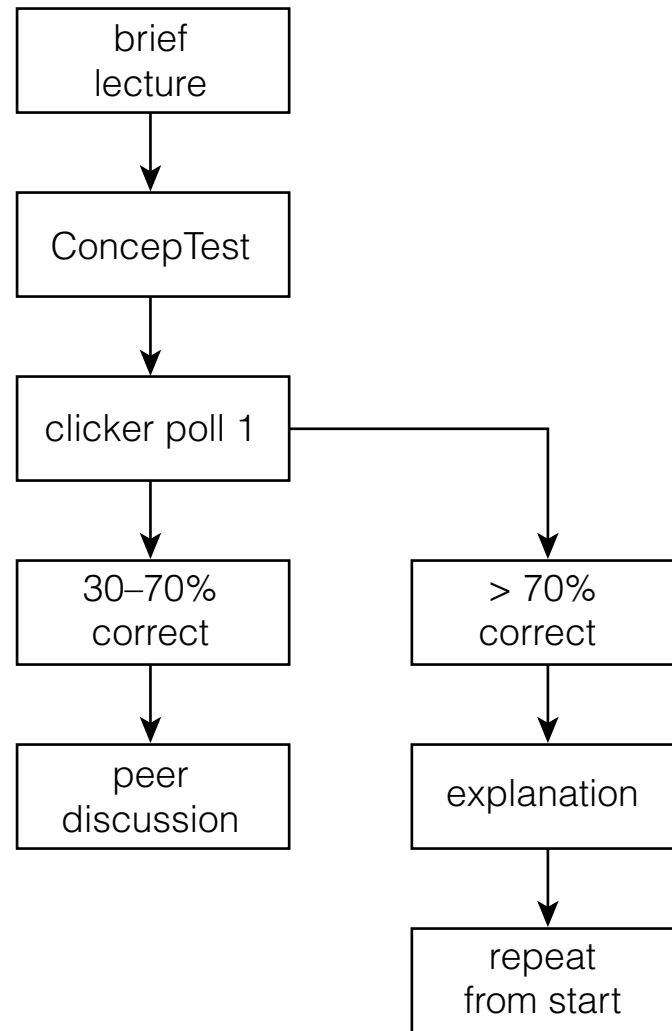 brief
lecture
ConcepTest
clicker poll 1
30–70%
correct
> 70%
correct
peer
discussion
explanation
repeat
from start